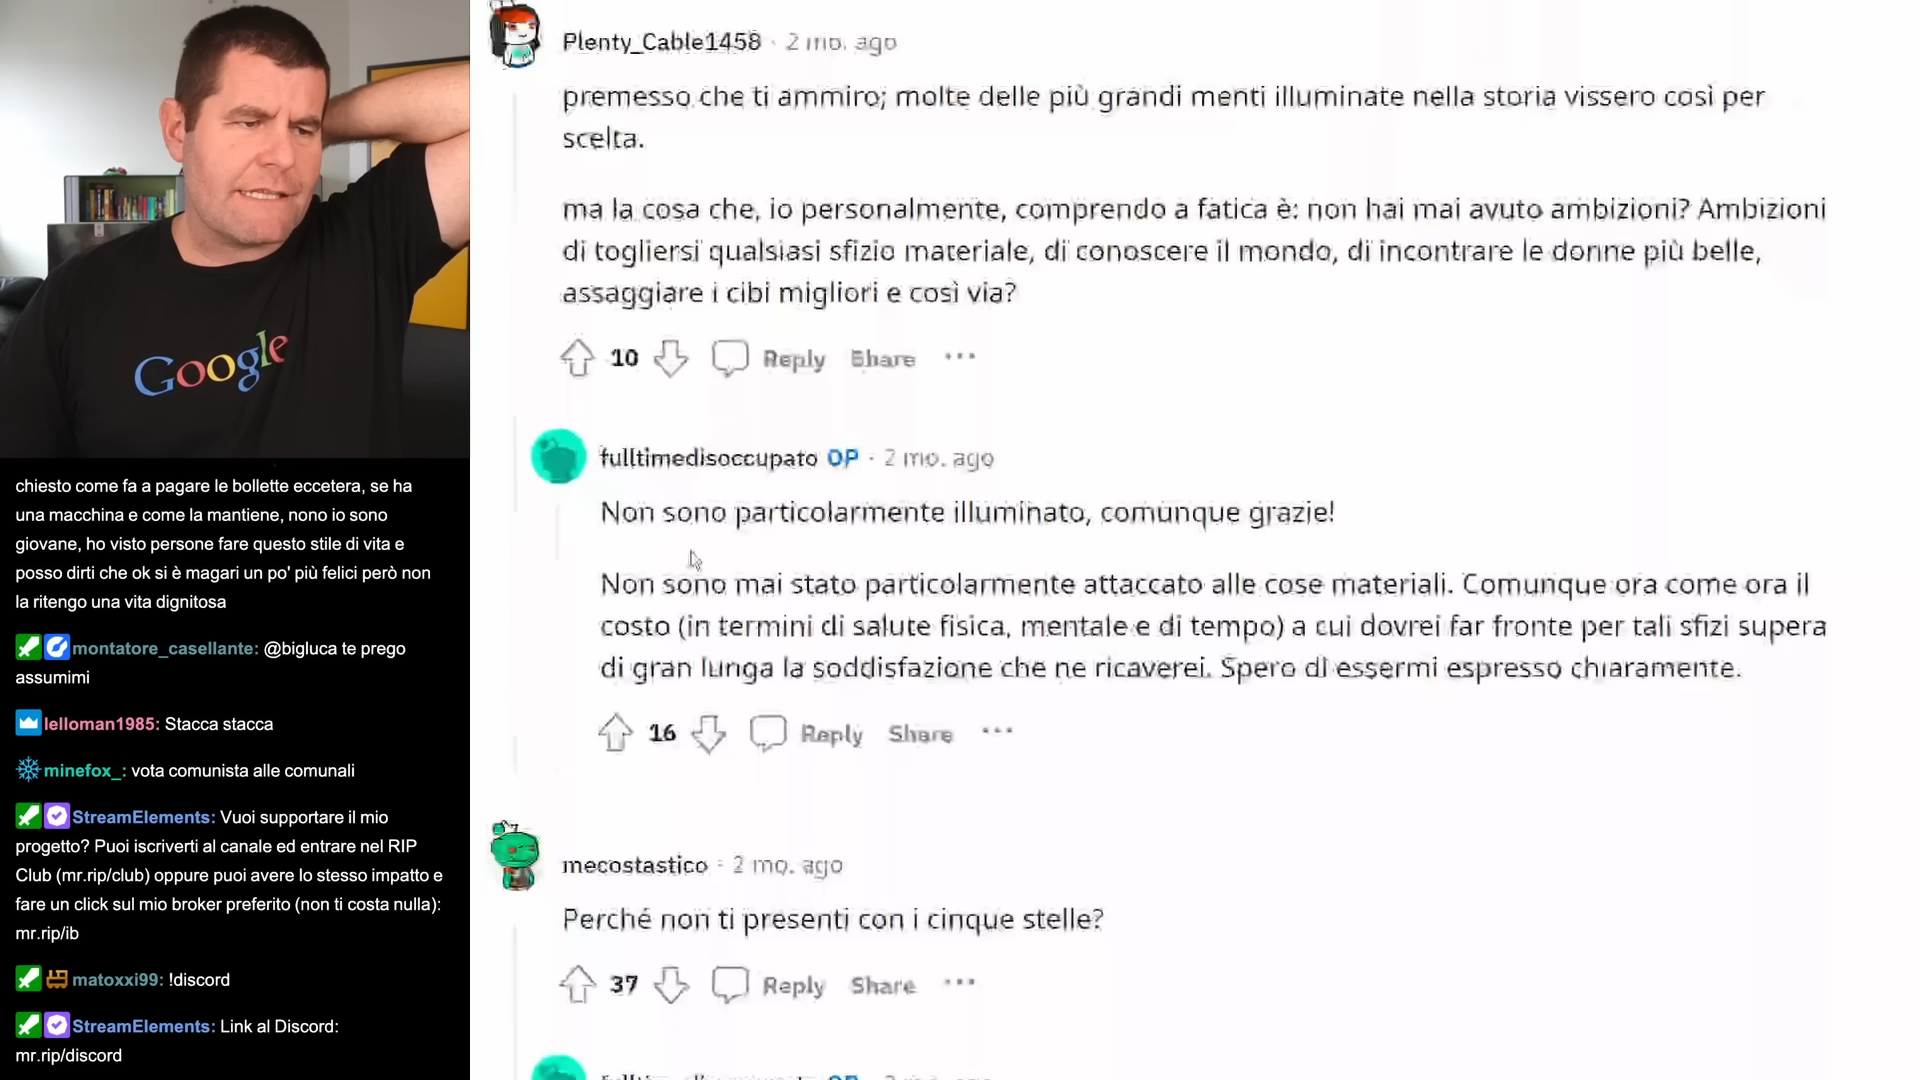 Google
chiesto come fa a pagare le bollette eccetera, se ha
una macchina e come la mantiene, nono io sono
giovane, ho visto persone fare questo stile di vita e
posso dirti che ok si è magari un po' più felici però non
la ritengo una vita dignitosa
montatore_casellante: @bigluca te prego
assumimi
lelloman1985: Stacca stacca
minefox_: vota comunista alle comunali
StreamElements: Vuoi supportare il mio
progetto? Puoi iscriverti al canale ed entrare nel RIP
Club (mr.rip/club) oppure puoi avere lo stesso impatto e
fare un click sul mio broker preferito (non ti costa nulla):
mr.rip/ib
matoxxi99: !discord
StreamElements: Link al Discord:
mr.rip/discord
Plenty_Cable1458 · 2 mo. ago
premesso che ti ammiro; molte delle più grandi menti illuminate nella storia vissero così per
scelta.
ma la cosa che, io personalmente, comprendo a fatica è: non hai mai avuto ambizioni? Ambizioni
di togliersi qualsiasi sfizio materiale, di conoscere il mondo, di incontrare le donne più belle,
assaggiare i cibi migliori e così via?
10 Reply Share ···
fulltimedisoccupato OP · 2 mo. ago
Non sono particolarmente illuminato, comunque grazie!
Non sono mai stato particolarmente attaccato alle cose materiali. Comunque ora come ora il
costo (in termini di salute fisica, mentale e di tempo) a cui dovrei far fronte per tali sfizi supera
di gran lunga la soddisfazione che ne ricaverei. Spero di essermi espresso chiaramente.
16 Reply Share ···
mecostastico · 2 mo. ago
Perché non ti presenti con i cinque stelle?
37 Reply Share ···